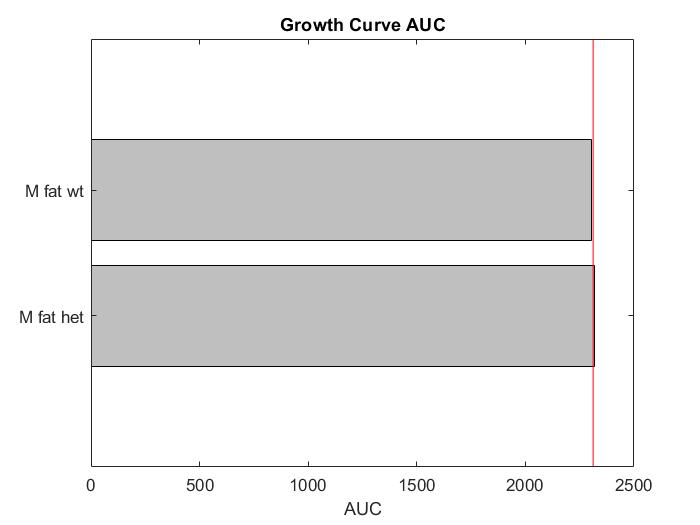 Growth Curve AUC
M fat wt
M fat het
0 500 1000 1500 2000 2500
AUC